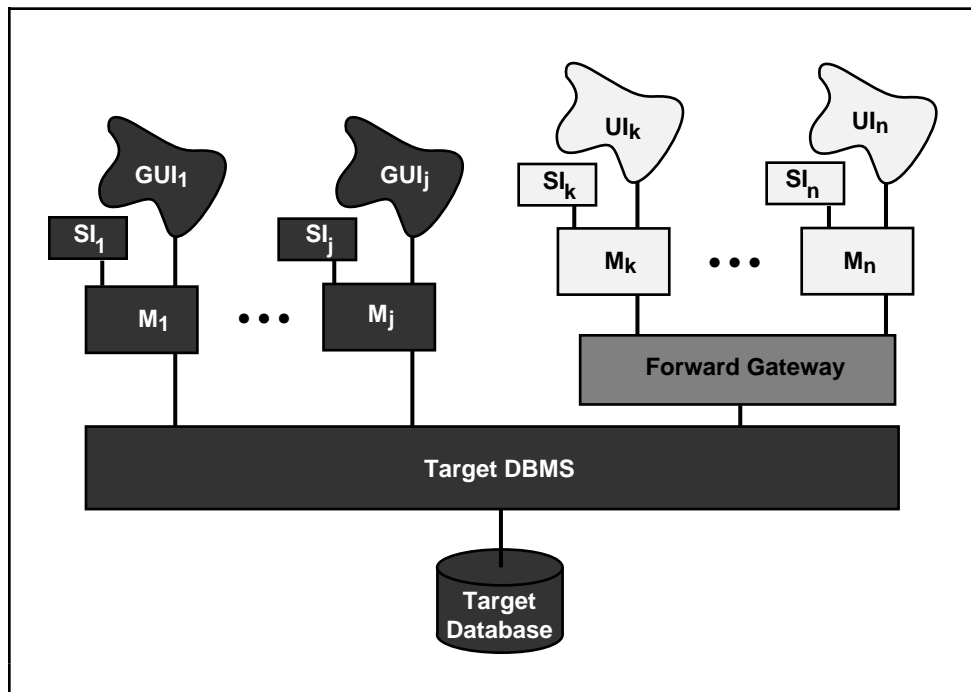 UIk
UIn
GUI1
GUIj
SIk
SIn
SI1
SIj
Mk
Mn
M1
Mj
Forward Gateway
Target DBMS
Target
Database